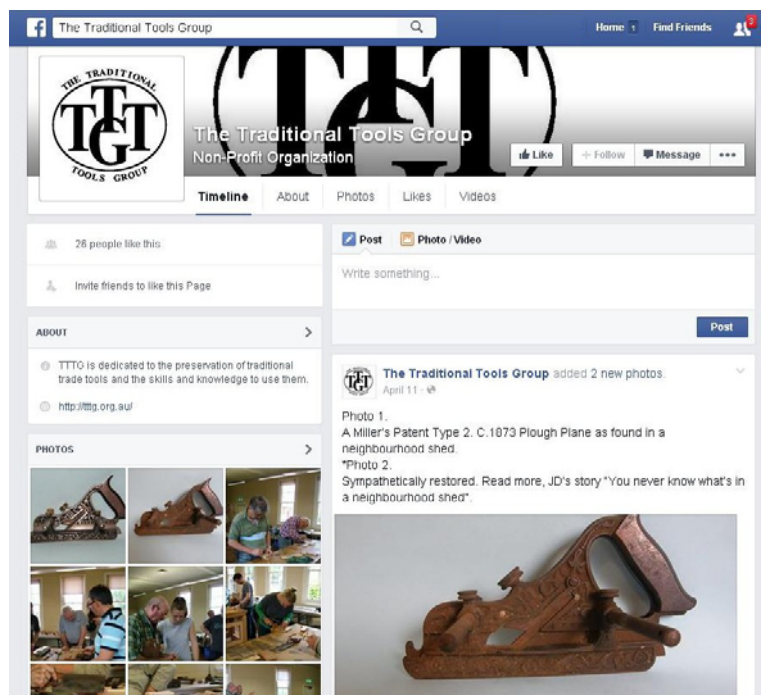 The Traditional Tools Group
Home 1 Find Friends 3
THE TRADITIONAL
TTGT
TOOLS GROUP
The Traditional Tools Group
Non-Profit Organization
Like Follow Message
Timeline About Photos Likes Videos
26 people like this
Invite friends to like this Page
ABOUT
TTTG is dedicated to the preservation of traditional
trade tools and the skills and knowledge to use them.
http://tttg.org.au/
PHOTOS
Post Photo / Video
Write something...
Post
The Traditional Tools Group added 2 new photos.
April 11
Photo 1.
A Miller's Patent Type 2. C.1873 Plough Plane as found in a
neighbourhood shed.
*Photo 2.
Sympathetically restored. Read more, JD's story "You never know what's in
a neighbourhood shed".